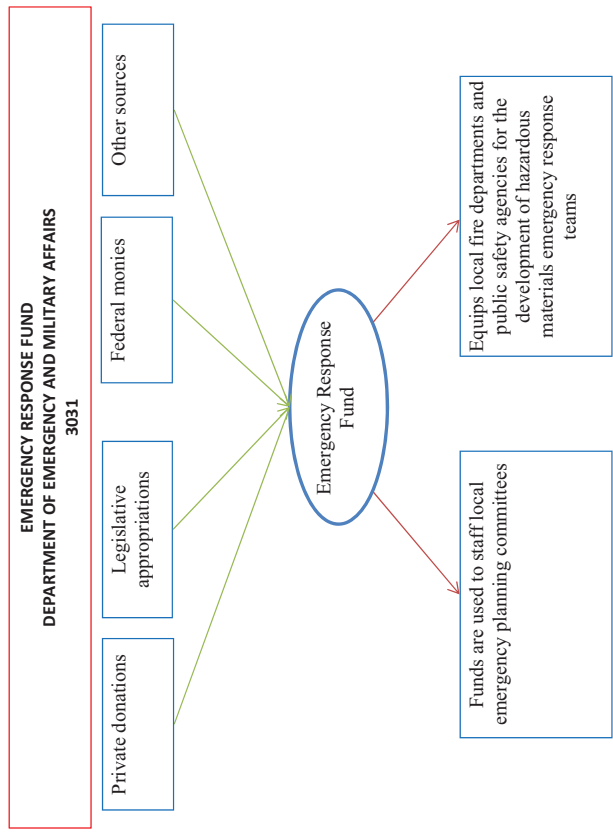 EMERGENCY RESPONSE FUND
DEPARTMENT OF EMERGENCY AND MILITARY AFFAIRS
3031
Private donations
Legislative
appropriations
Federal monies
Other sources
Emergency Response
Fund
Funds are used to staff local
emergency planning committees
Equips local fire departments and
public safety agencies for the
development of hazardous
materials emergency response
teams